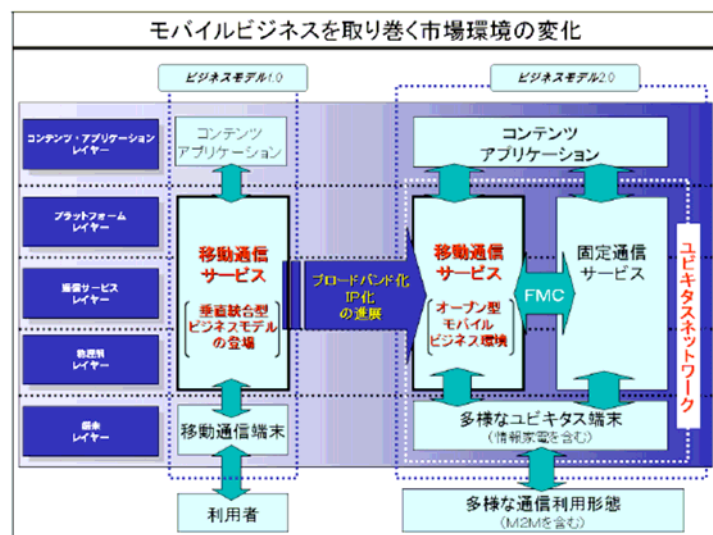 モバイルビジネスを取り巻く市場環境の変化
ビジネスモデル1.0
ビジネスモデル2.0
コンテンツ・アプリケーション
レイヤー
コンテンツ
アプリケーション
コンテンツ
アプリケーション
プラットフォーム
レイヤー
通信サービス
レイヤー
物理網
レイヤー
端末
レイヤー
移動通信
サービス
垂直統合型
ビジネスモデル
の登場
ブロードバンド化
IP化
の進展
移動通信
サービス
オープン型
モバイル
ビジネス環境
FMC
固定通信
サービス
ユビキタスネットワーク
移動通信端末
多様なユビキタス端末
(情報家電を含む)
利用者
多様な通信利用形態
(M2Mを含む)